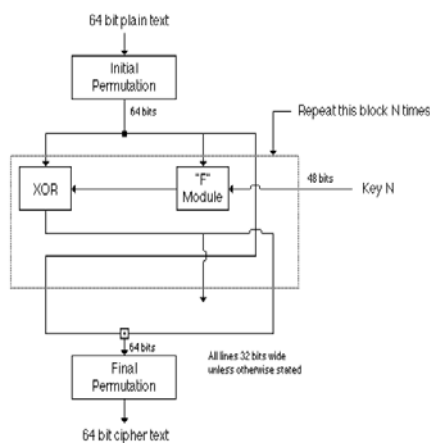 64 bit plain text
Initial
Permutation
64 bits
Repeat this block N times
XOR
"F"
Module
48 bits
Key N
64 bits
All lines 32 bits wide
unless otherwise stated
Final
Permutation
64 bit cipher text